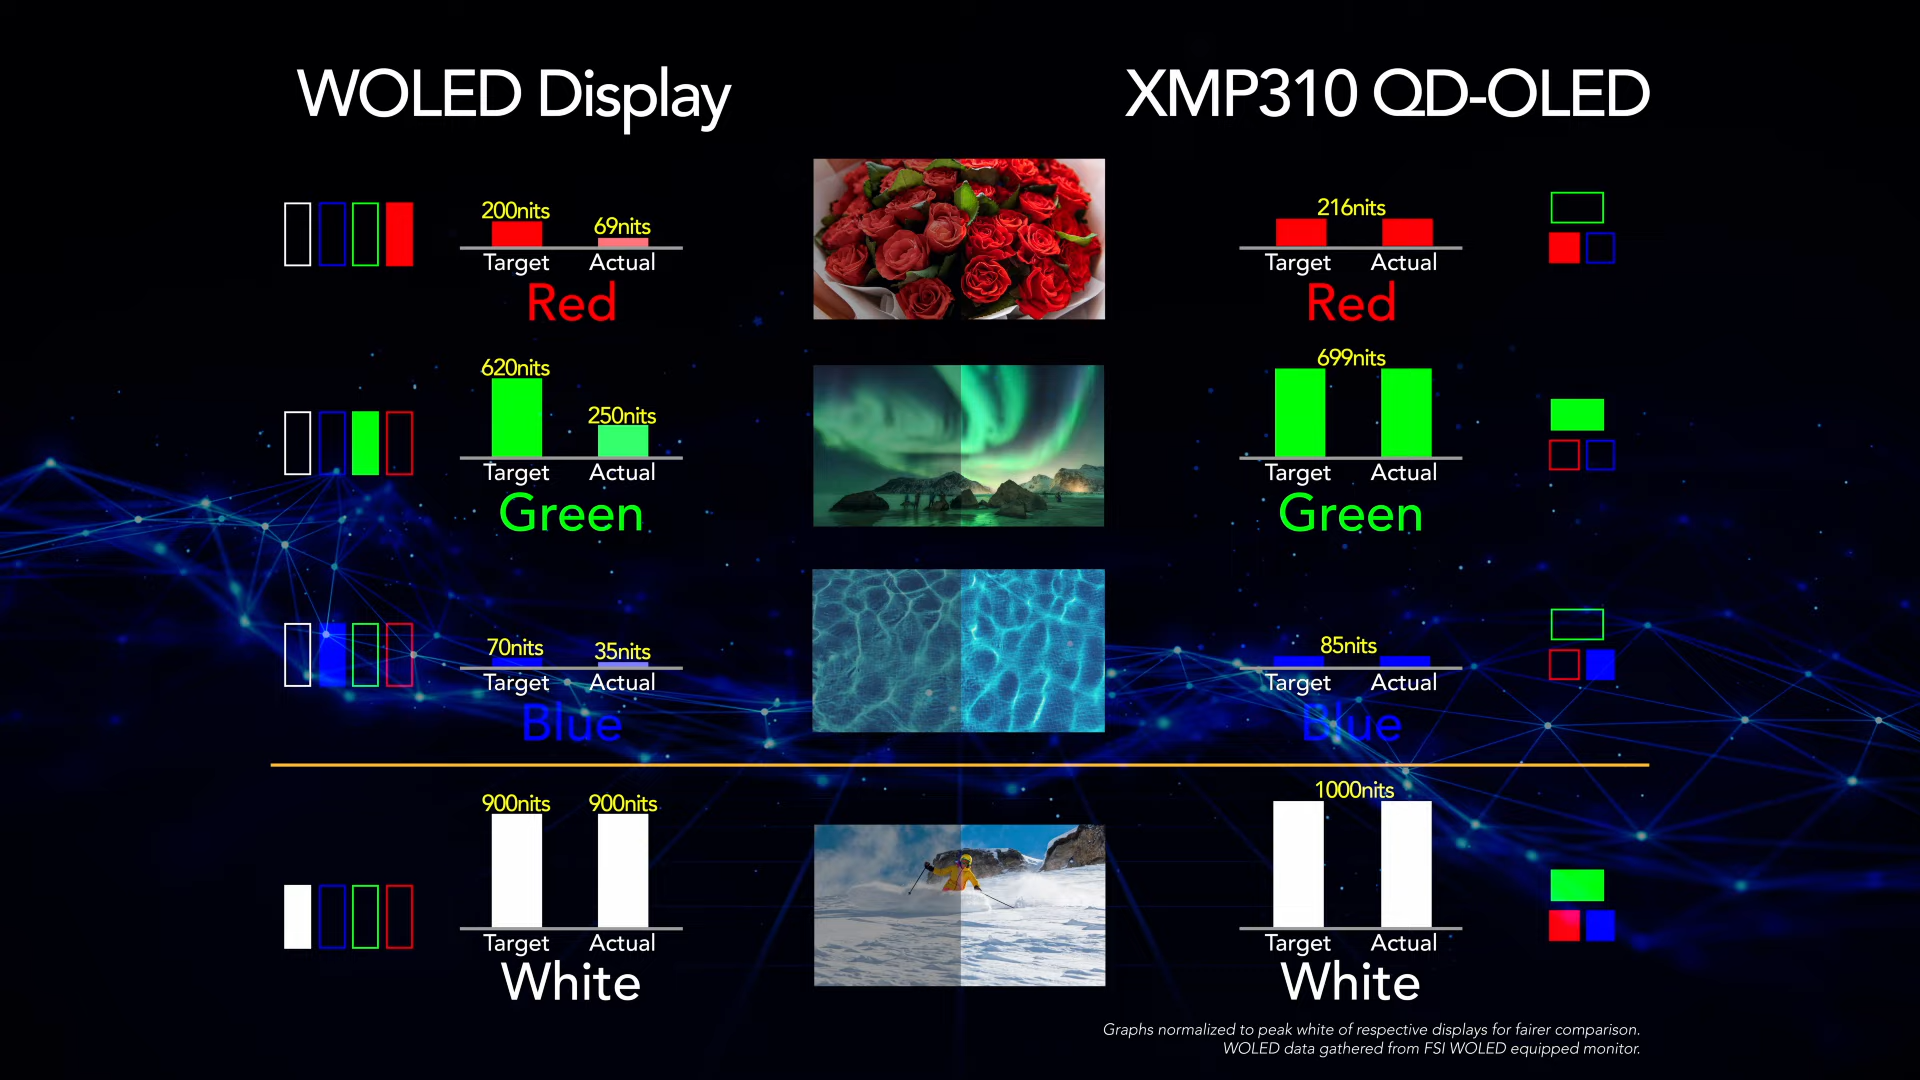 WOLED Display
XMP310 QD-OLED
200nits
69nits
Target
Actual
Red
216nits
Target
Actual
Red
620nits
250nits
Target
Actual
Green
699nits
Target
Actual
Green
70nits
35nits
Target
Actual
Blue
85nits
Target
Actual
Blue
900nits
900nits
Target
Actual
White
1000nits
Target
Actual
White
Graphs normalized to peak white of respective displays for fairer comparison.
WOLED data gathered from FSI WOLED equipped monitor.